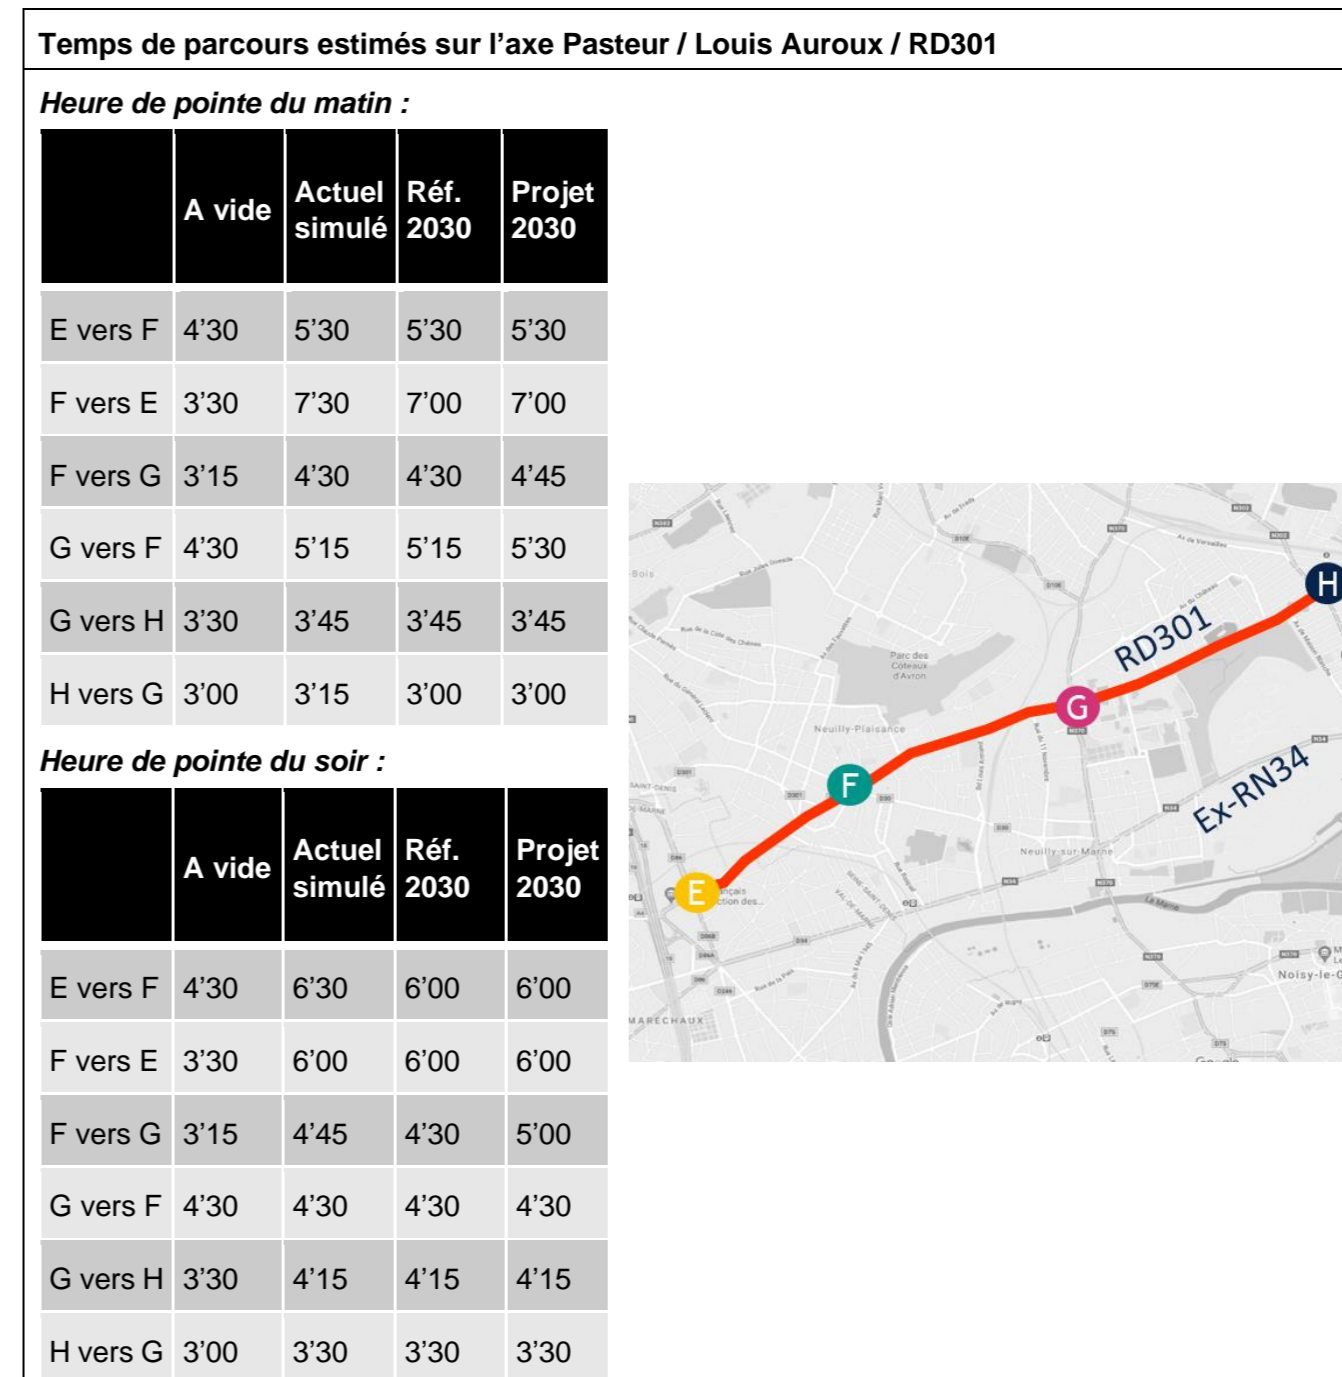 Temps de parcours estimés sur l’axe Pasteur / Louis Auroux / RD301
Heure de pointe du matin :
A vide Actuel simulé Réf. 2030 Projet 2030
E vers F 4’30 5’30 5’30 5’30
F vers E 3’30 7’30 7’00 7’00
F vers G 3’15 4’30 4’30 4’45
G vers F 4’30 5’15 5’15 5’30
G vers H 3’30 3’45 3’45 3’45
H vers G 3’00 3’15 3’00 3’00
Heure de pointe du soir :
A vide Actuel simulé Réf. 2030 Projet 2030
E vers F 4’30 6’30 6’00 6’00
F vers E 3’30 6’00 6’00 6’00
F vers G 3’15 4’45 4’30 5’00
G vers F 4’30 4’30 4’30 4’30
G vers H 3’30 4’15 4’15 4’15
H vers G 3’00 3’30 3’30 3’30
H
RD301
Parc des
Coteaux
d'Avron
G
Neuilly-Plaisance
Ex-RN34
F
Neuilly-sur-Marne
E
La Marne
Noisy-le-G
MARÉCHAUX